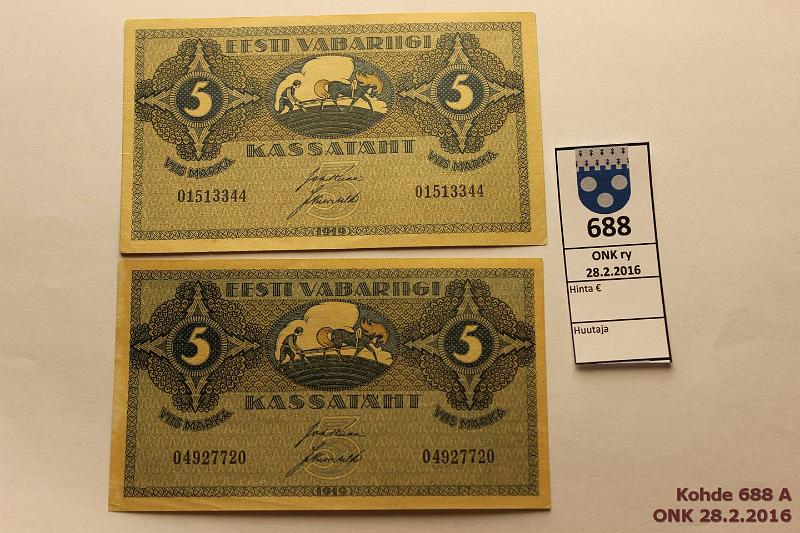 EESTI VABARIIGI
5 5
KASSATÄHT
VIIS MARKA VIIS MARKA
01513344 01513344
5
1919
EESTI VABARIIGI
5 5
KASSATÄHT
VIIS MARKA VIIS MARKA
04927720 04927720
5
1919
688
ONK ry
28.2.2016
Hinta €
Huutaja
Kohde 688 A
ONK 28.2.2016